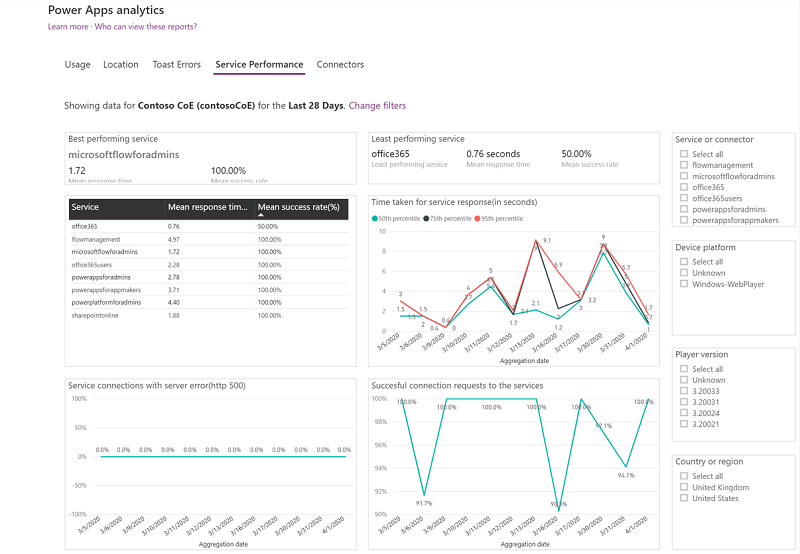 Power Apps analytics
Learn more · Who can view these reports?
Usage Location Toast Errors Service Performance Connectors
Showing data for Contoso CoE (contosoCoE) for the Last 28 Days. Change filters
Best performing service
microsoftflowforadmins
1.72 100.00%
Mean response time Mean success rate
Least performing service
office365 0.76 seconds 50.00%
Least performing service Mean response time Mean success rate
Service or connector
Select all
flowmanagement
microsoftflowforadmins
office365
office365users
powerappsforadmins
powerappsforappmakers
Service Mean response tim... Mean success rate(%)
office365 0.76 50.00%
flowmanagement 4.97 100.00%
microsoftflowforadmins 1.72 100.00%
office365users 2.28 100.00%
powerappsforadmins 2.78 100.00%
powerappsforappmakers 3.71 100.00%
powerplatformforadmins 4.40 100.00%
sharepointonline 1.88 100.00%
Time taken for service response(in seconds)
50th percentile 75th percentile 95th percentile
10
8
6
4
2
0
3
1.5
1.5
2
0.4
0
4
2.7
5
1.7
2.1
2.1
9.1
5.9
1.2
3
3.2
9
5.7
1.7
1
3/5/2020 3/6/2020 3/9/2020 3/10/2020 3/11/2020 3/12/2020 3/13/2020 3/16/2020 3/17/2020 3/30/2020 3/31/2020 4/1/2020
Aggregation date
Device platform
Select all
Unknown
Windows-WebPlayer
Player version
Select all
Unknown
3.20033
3.20031
3.20024
3.20021
Service connections with server error(http 500)
100%
50%
0%
-50%
-100%
0.0% 0.0% 0.0% 0.0% 0.0% 0.0% 0.0% 0.0% 0.0% 0.0% 0.0% 0.0%
3/5/2020 3/6/2020 3/9/2020 3/10/2020 3/11/2020 3/12/2020 3/13/2020 3/16/2020 3/17/2020 3/30/2020 3/31/2020 4/1/2020
Aggregation date
Succesful connection requests to the services
100%
98%
96%
94%
92%
90%
100.0% 100.0% 100.0% 100.0% 100.0% 100.0%
91.7%
97.1%
94.1%
3/5/2020 3/6/2020 3/9/2020 3/10/2020 3/11/2020 3/12/2020 3/13/2020 3/16/2020 3/17/2020 3/30/2020 3/31/2020 4/1/2020
Aggregation date
Country or region
Select all
United Kingdom
United States